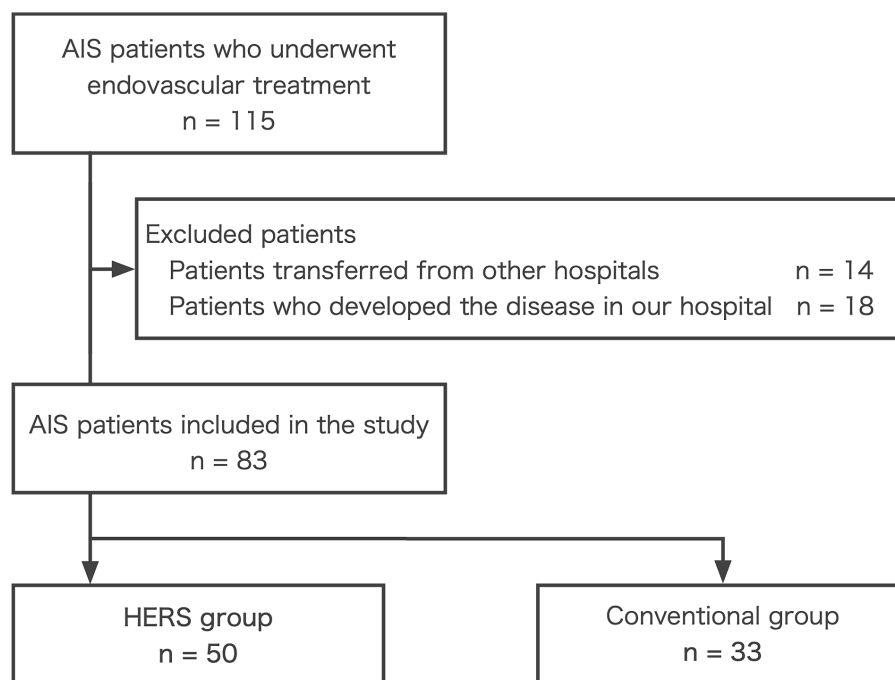 AIS patients who underwent
endovascular treatment
n = 115
Excluded patients
Patients transferred from other hospitals n = 14
Patients who developed the disease in our hospital n = 18
AIS patients included in the study
n = 83
HERS group
n = 50
Conventional group
n = 33